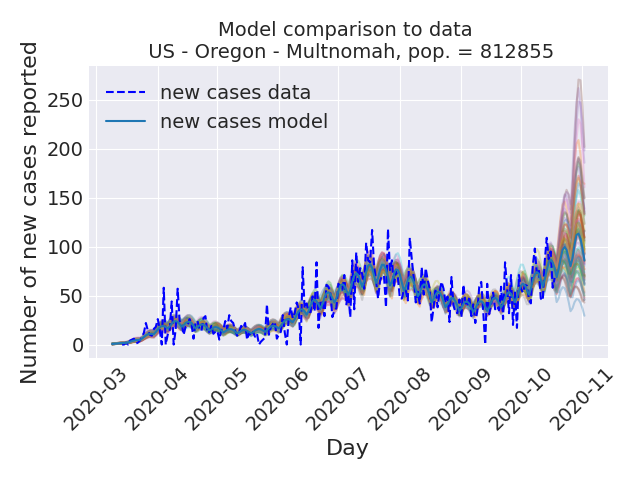 Model comparison to data
US - Oregon - Multnomah, pop. = 812855
new cases data
new cases model
Number of new cases reported
250
200
150
100
50
0
2020-03
2020-04
2020-05
2020-06
2020-07
2020-08
2020-09
2020-10
2020-11
Day